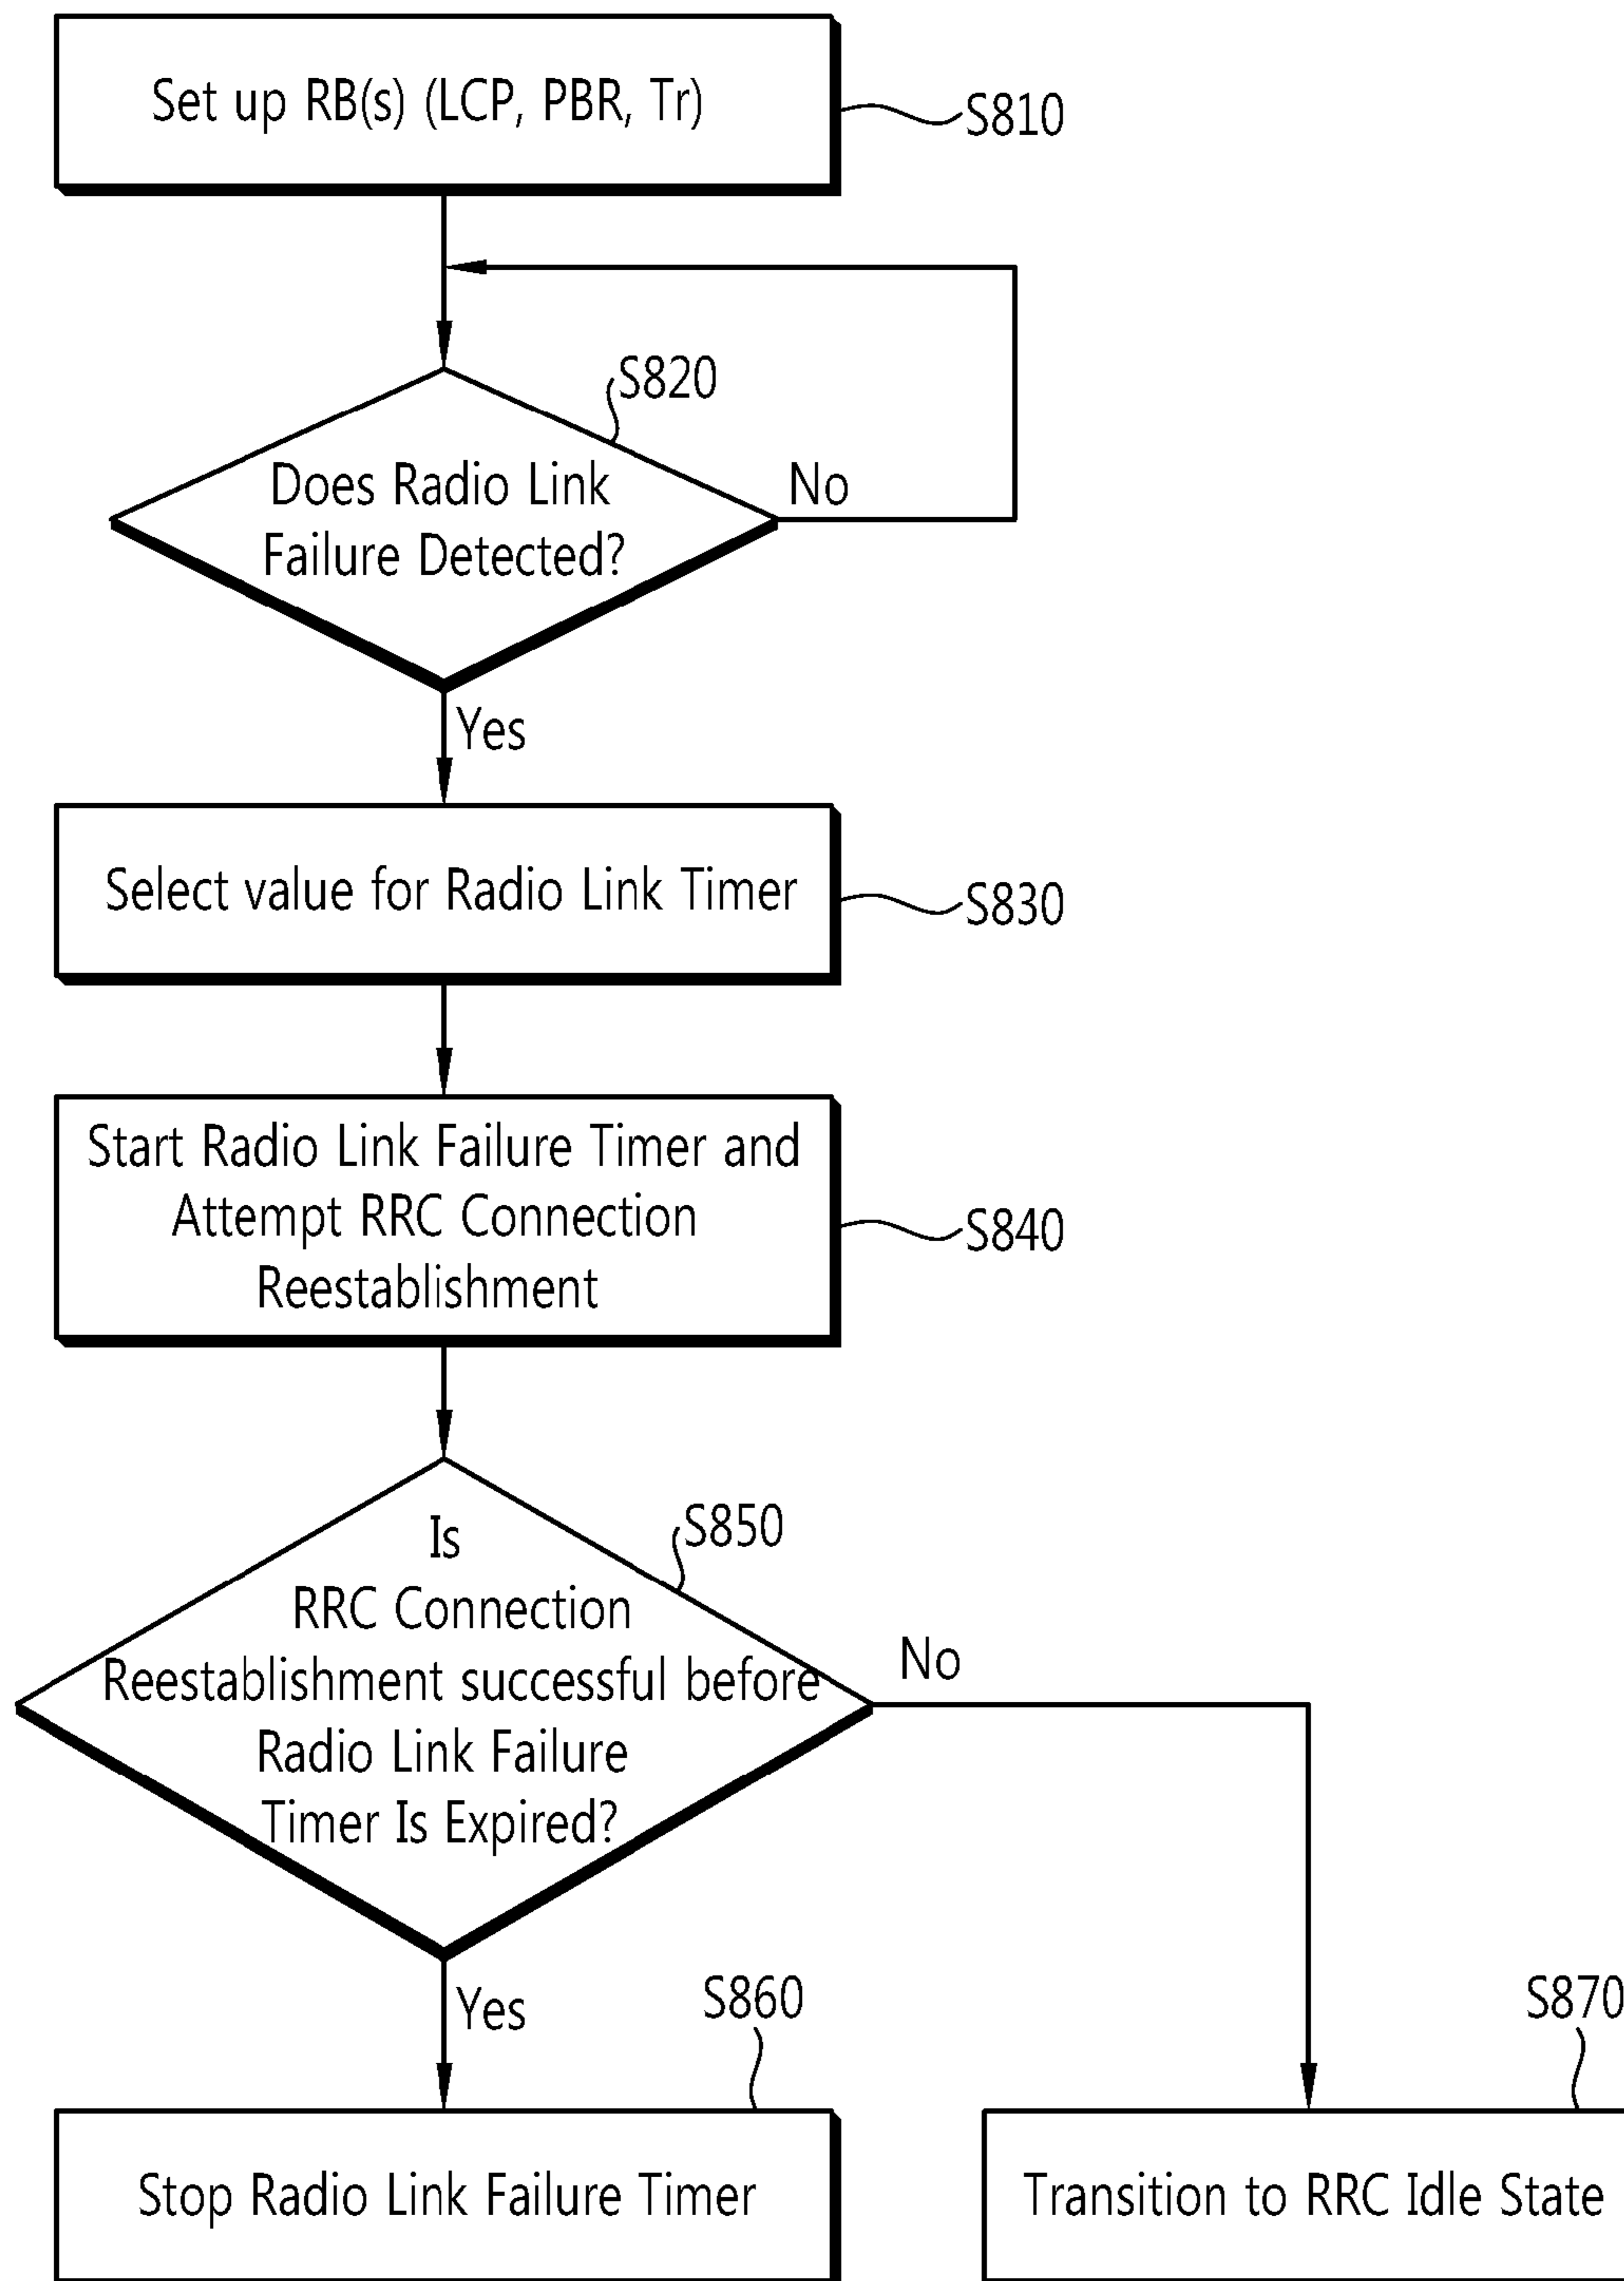 Set up RB(s) (LCP, PBR, Tr)
S810
S820
Does Radio Link
Failure Detected?
No
Yes
Select value for Radio Link Timer
S830
Start Radio Link Failure Timer and
Attempt RRC Connection
Reestablishment
S840
S850
Is
RRC Connection
Reestablishment successful before
Radio Link Failure
Timer Is Expired?
No
Yes
S860
S870
Stop Radio Link Failure Timer
Transition to RRC Idle State